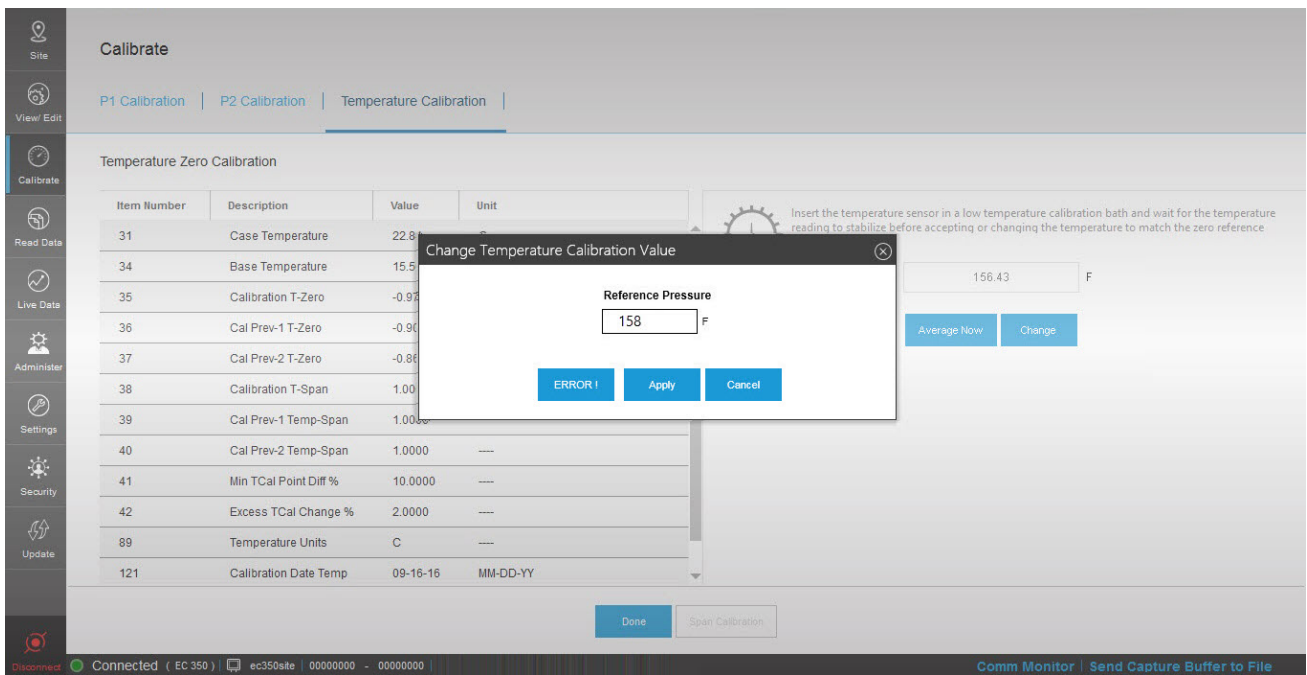 Site
View/ Edit
Calibrate
Read Data
Live Data
Administer
Settings
Security
Update
Disconnect
Calibrate
P1 Calibration | P2 Calibration | Temperature Calibration |
Temperature Zero Calibration
Item Number Description Value Unit
31 Case Temperature 22.8
34 Base Temperature 15.5
35 Calibration T-Zero
36 Cal Prev-1 T-Zero
37 Cal Prev-2 T-Zero
38 Calibration T-Span 1.00
39 Cal Prev-1 Temp-Span
40 Cal Prev-2 Temp-Span 1.0000 ----
41 Min TCal Point Diff % 10.0000 ----
42 Excess TCal Change % 2.0000 ----
89 Temperature Units C ----
121 Calibration Date Temp 09-16-16 MM-DD-YY
Insert the temperature sensor in a low temperature calibration bath and wait for the temperature
reading to stabilize before accepting or changing the temperature to match the zero reference
156.43 F
Average Now Change
Change Temperature Calibration Value
Reference Pressure
158 F
ERROR ! Apply Cancel
Done Span Calibration
Connected ( EC 350 ) | ec350site | 00000000 - 00000000 |
Comm Monitor | Send Capture Buffer to File